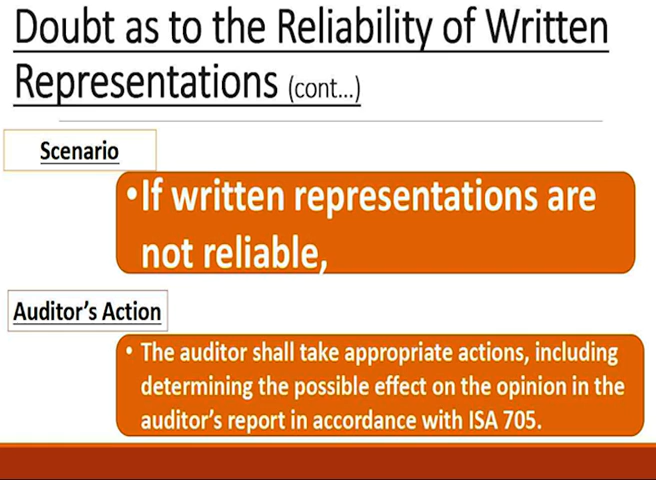 Doubt as to the Reliability of Written
Representations (cont...)
Scenario
•If written representations are
not reliable,
Auditor's Action
• The auditor shall take appropriate actions, including
determining the possible effect on the opinion in the
auditor's report in accordance with ISA 705.